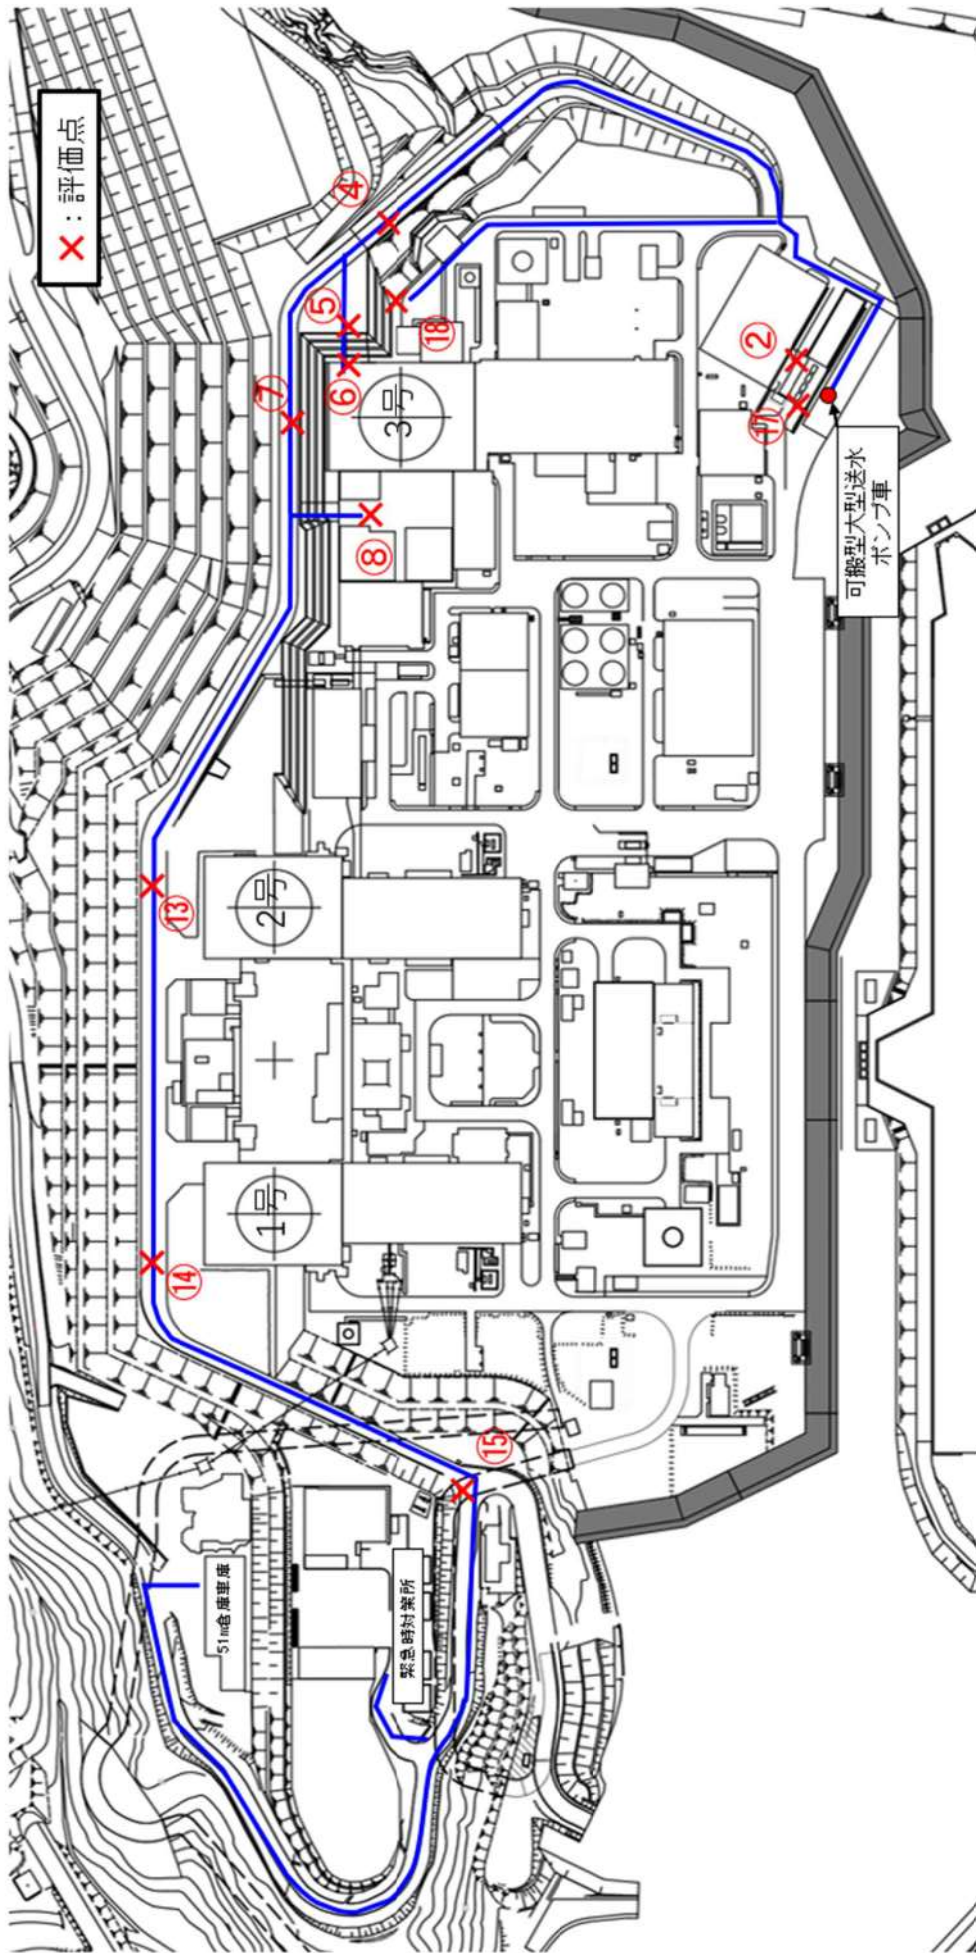 ×：評価点
④
⑤
⑥
⑦
⑱
3号
⑧
②
⑰
可搬型大型送水
ポンプ車
⑬
2号
1号
⑭
⑮
51m倉庫車庫
緊急時対策所